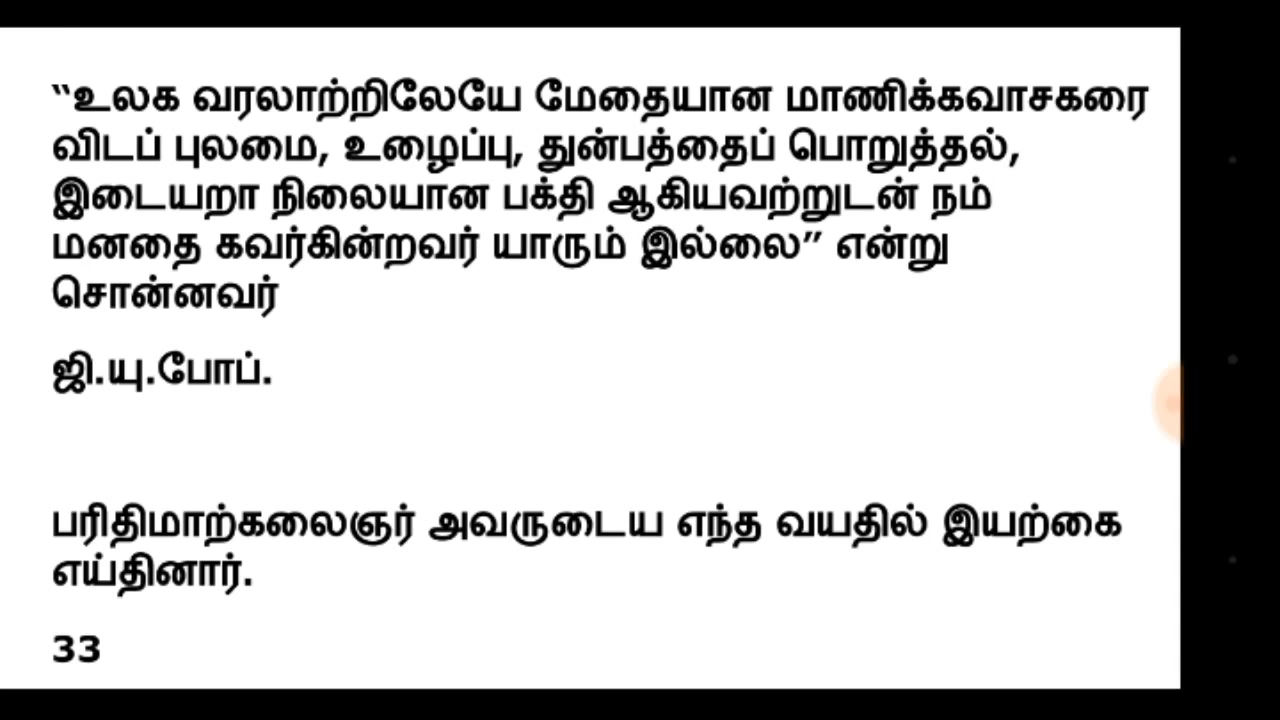 “உலக வரலாற்றிலேயே மேதையான மாணிக்கவாசகரை
விடப் புலமை, உழைப்பு, துன்பத்தைப் பொறுத்தல்,
இடையறா நிலையான பக்தி ஆகியவற்றுடன் நம்
மனதை கவர்கின்றவர் யாரும் இல்லை” என்று
சொன்னவர்
ஜி.யு.போப்.
பரிதிமாற்கலைஞர் அவருடைய எந்த வயதில் இயற்கை
எய்தினார்.
33